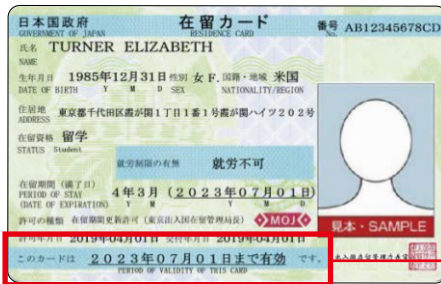 日本国政府 在留カード 番号 AB12345678CD
GOVERNMENT OF JAPAN RESIDENCE CARD No.
氏名 TURNER ELIZABETH
NAME
生年月日 1985年12月31日 性別 女 F. 国籍・地域 米国
DATE OF BIRTH Y M D SEX NATIONALITY/REGION
住居地 東京都千代田区霞が関1丁目1番1号霞が関ハイツ202号
ADDRESS
在留資格 留学
STATUS Student
就労制限の有無 就労不可
在留期間(満了日) 4年3月(2023年07月01日)
PERIOD OF STAY
(DATE OF EXPIRATION) Y M Y M D
許可の種類 在留期間更新許可(東京出入国在留管理局長) MOJ
見本・SAMPLE
許可年月日 2019年04月01日 交付年月日 2019年04月01日
このカードは 2023年07月01日まで有効 です。
PERIOD OF VALIDITY OF THIS CARD